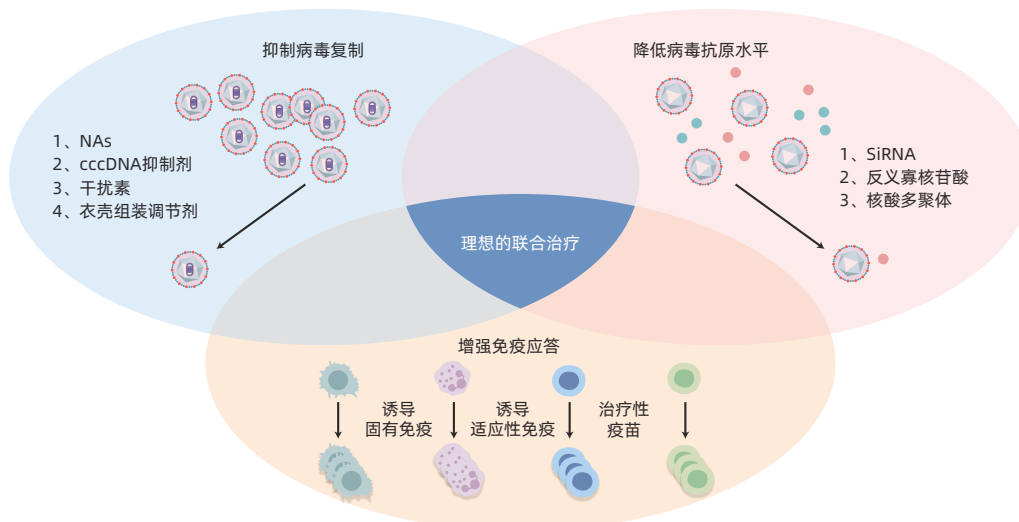 抑制病毒复制
1、NAs
2、cccDNA抑制剂
3、干扰素
4、衣壳组装调节剂
降低病毒抗原水平
1、SiRNA
2、反义寡核苷酸
3、核酸多聚体
理想的联合治疗
增强免疫应答
诱导
固有免疫
诱导
适应性免疫
治疗性
疫苗